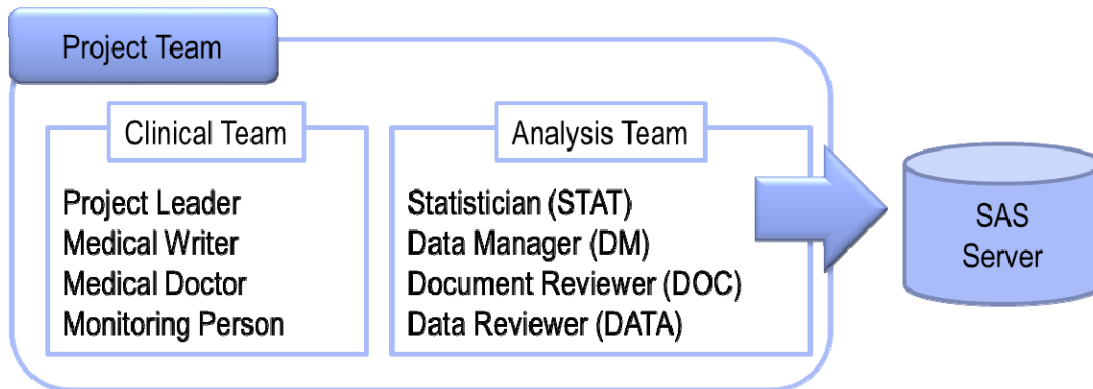 Project Team
Clinical Team
Project Leader
Medical Writer
Medical Doctor
Monitoring Person
Analysis Team
Statistician (STAT)
Data Manager (DM)
Document Reviewer (DOC)
Data Reviewer (DATA)
SAS
Server